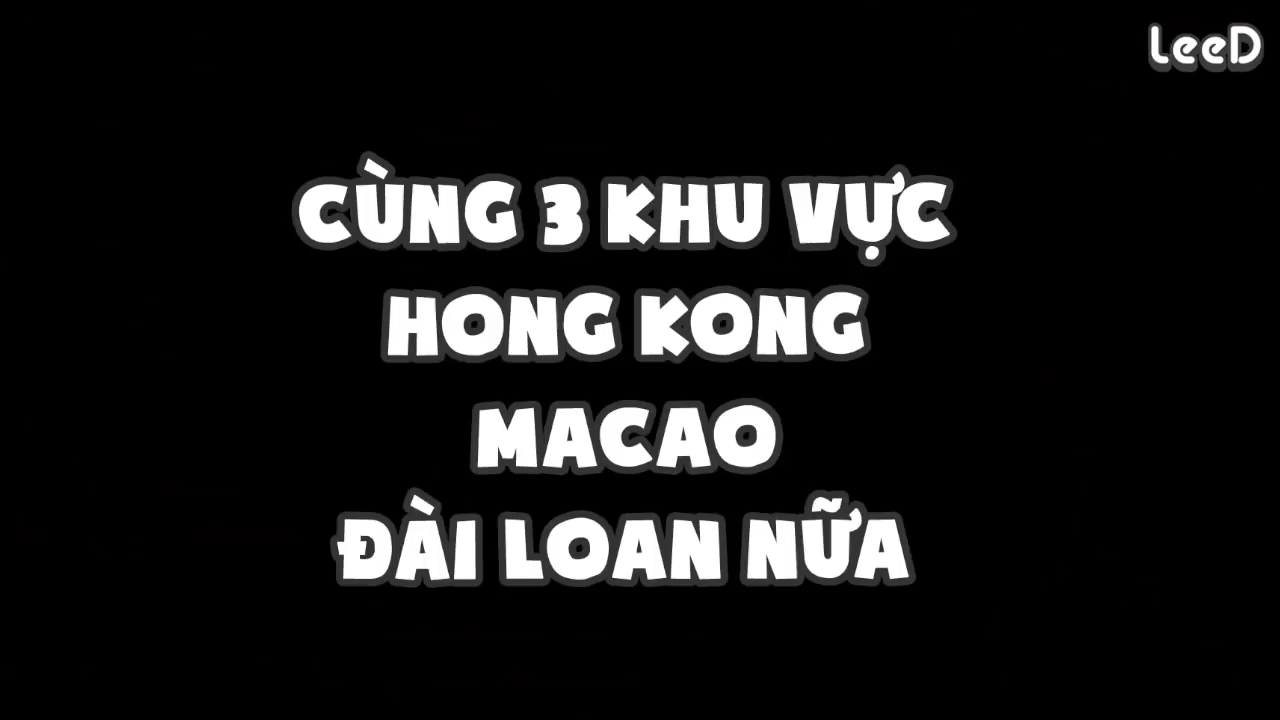 LeeD
CÙNG 3 KHU VỰC
HONG KONG
MACAO
ĐÀI LOAN NỮA